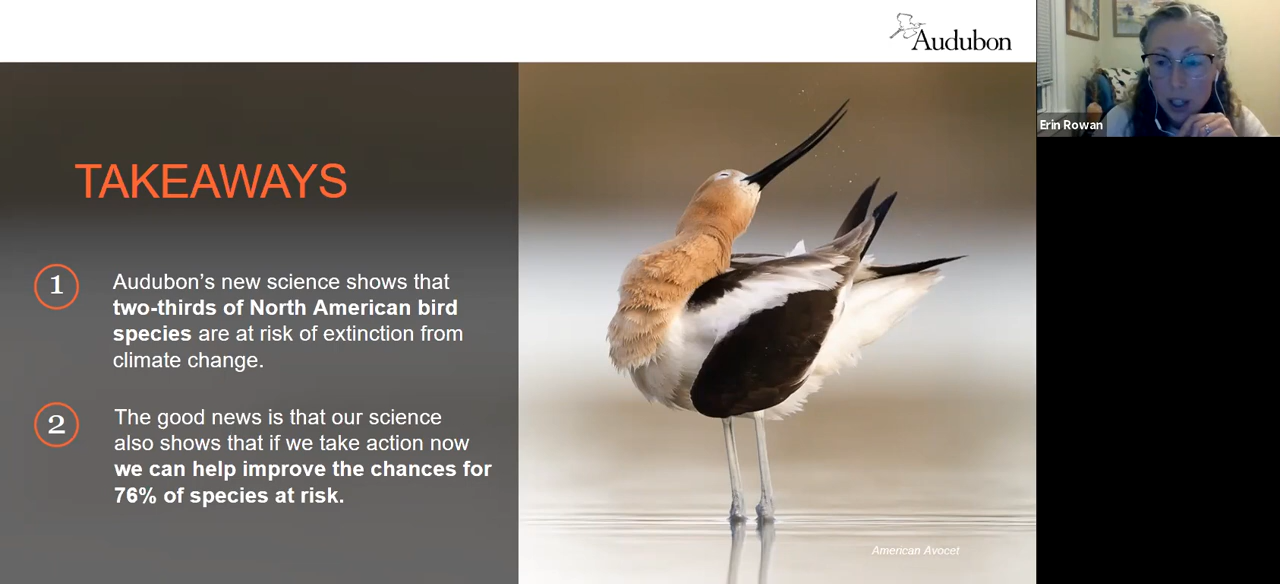 Audubon
Erin Rowan
TAKEAWAYS
1
Audubon’s new science shows that
two-thirds of North American bird
species are at risk of extinction from
climate change.
2
The good news is that our science
also shows that if we take action now
we can help improve the chances for
76% of species at risk.
American Avocet